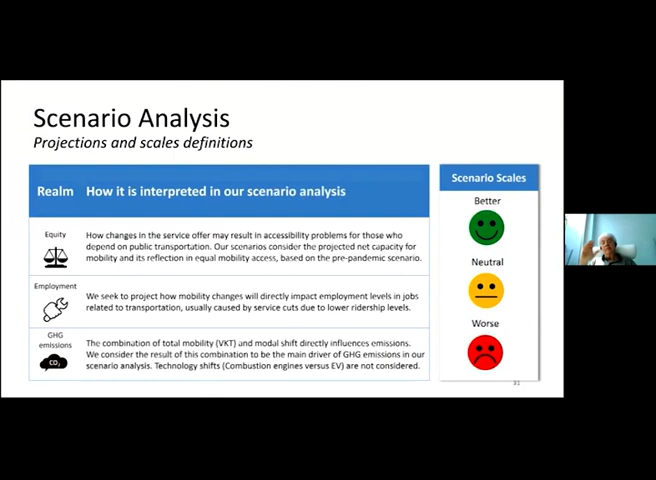 Scenario Analysis
Projections and scales definitions
Realm How it is interpreted in our scenario analysis
Equity
How changes in the service offer may result in accessibility problems for those who
depend on public transportation. Our scenarios consider the projected net capacity for
mobility and its reflection in equal mobility access, based on the pre-pandemic scenario.
Employment
We seek to project how mobility changes will directly impact employment levels in jobs
related to transportation, usually caused by service cuts due to lower ridership levels.
GHG
emissions
CO₂
The combination of total mobility (VKT) and modal shift directly influences emissions.
We consider the result of this combination to be the main driver of GHG emissions in our
scenario analysis. Technology shifts (Combustion engines versus EV) are not considered.
Scenario Scales
Better
Neutral
Worse
31